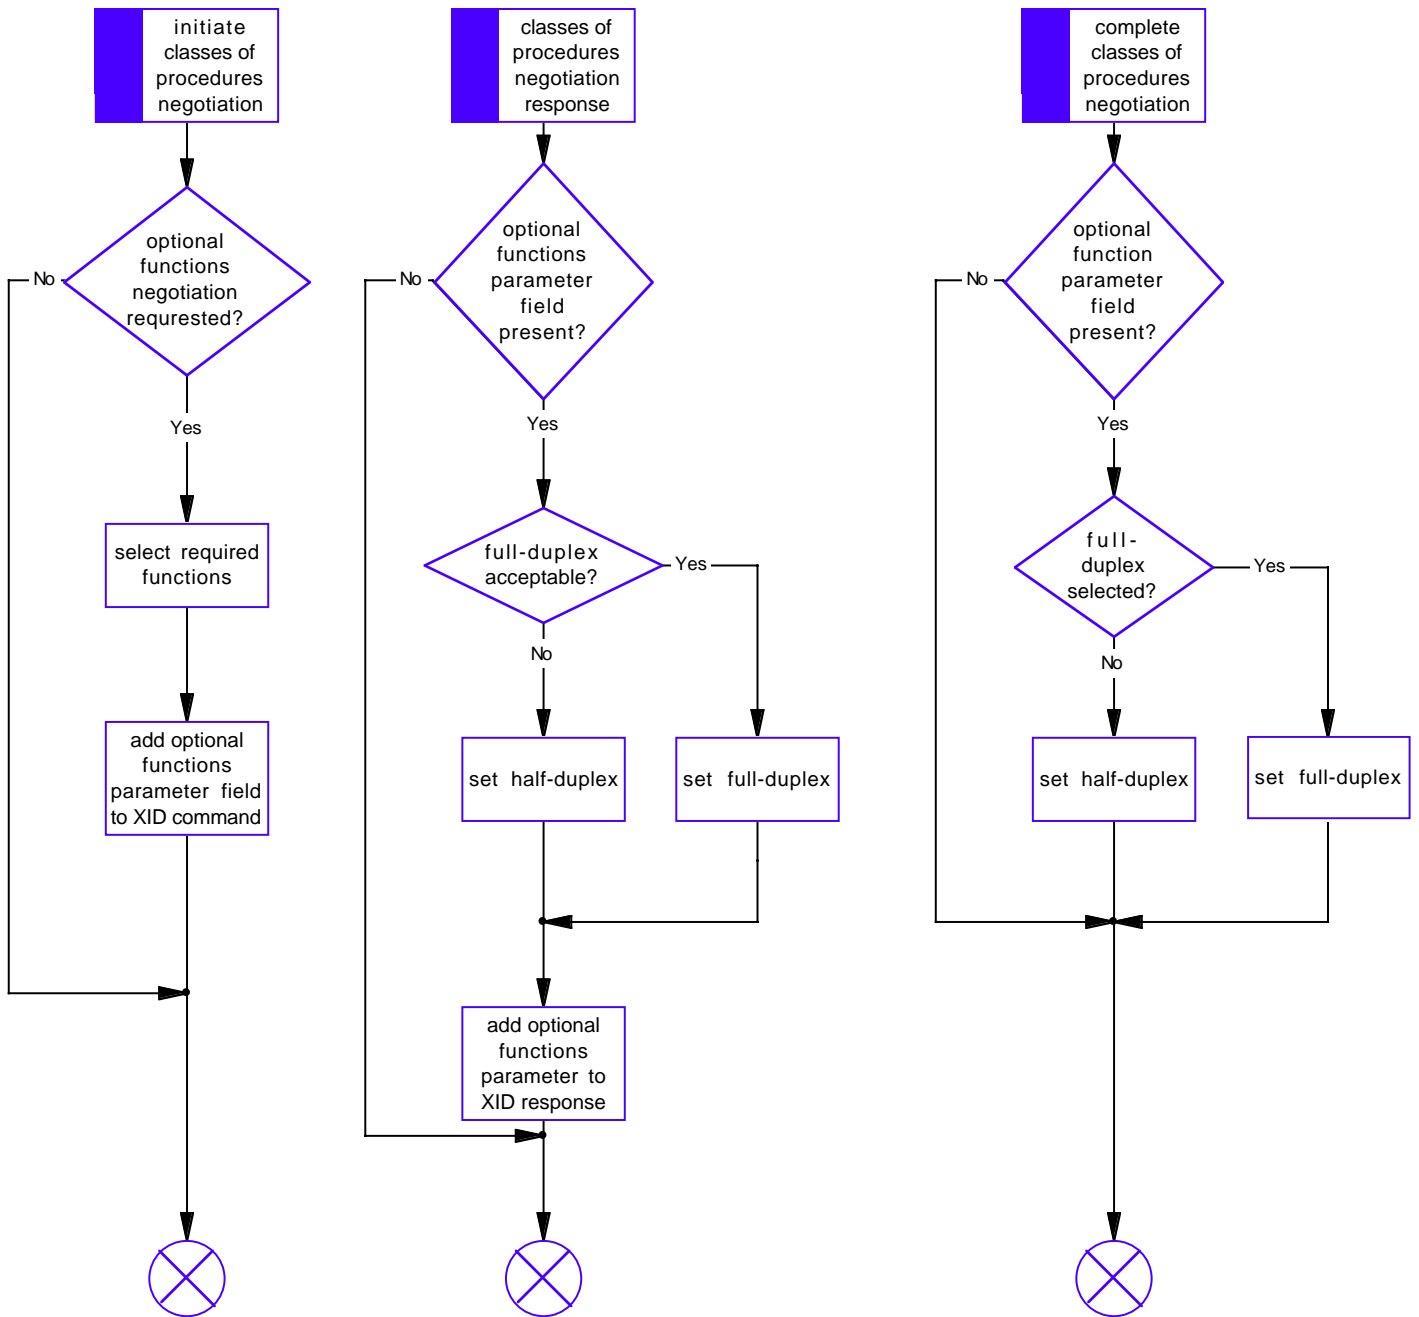 initiate
classes of
procedures
negotiation
optional
functions
negotiation
requrested?
No
Yes
select required
functions
add optional
functions
parameter field
to XID command
classes of
procedures
negotiation
response
optional
functions
parameter
field
present?
No
Yes
full-duplex
acceptable?
Yes
No
set half-duplex
set full-duplex
add optional
functions
parameter to
XID response
complete
classes of
procedures
negotiation
optional
function
parameter
field
present?
No
Yes
full-
duplex
selected?
Yes
No
set half-duplex
set full-duplex